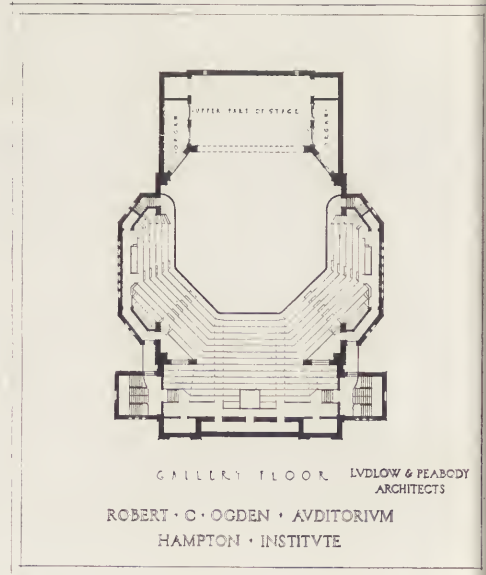 ORGAN
UPPER PART OF STAGE
ORGAN
GALLERY FLOOR
LVDLOW & PEABODY
ARCHITECTS
ROBERT • C • OGDEN • AVDITORIVM
HAMPTON • INSTITVTE